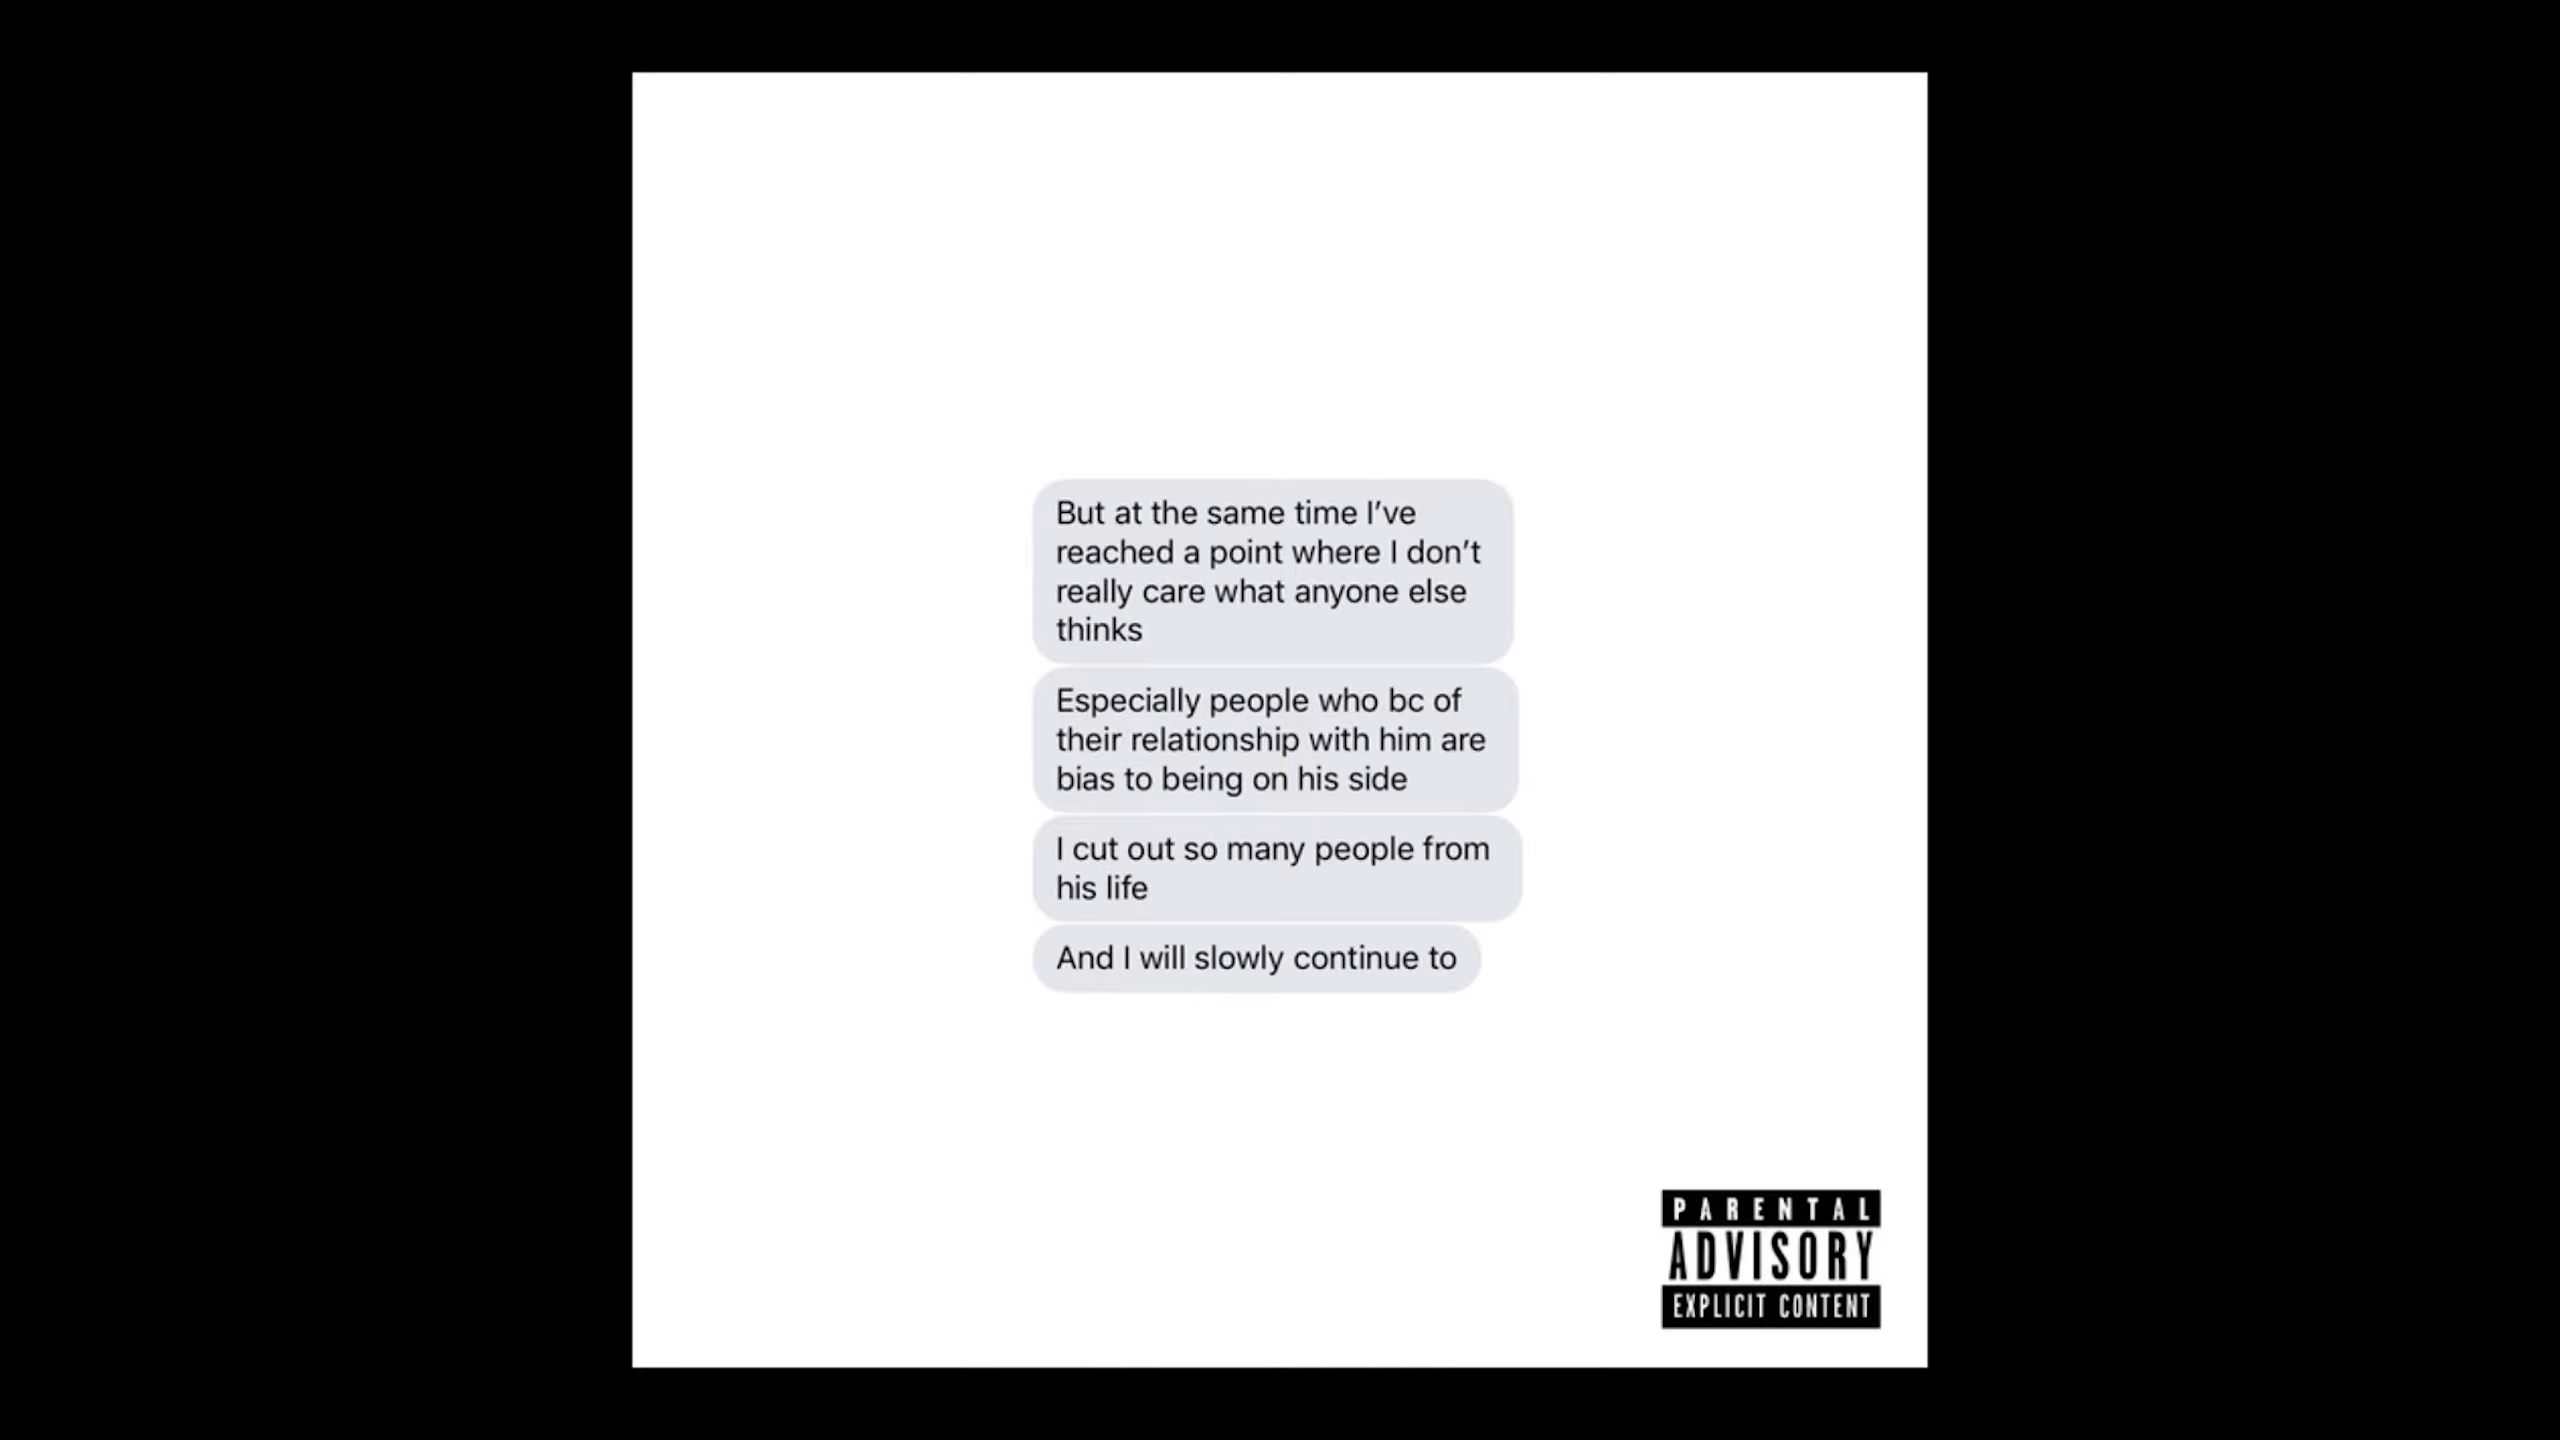 But at the same time I’ve
reached a point where I don’t
really care what anyone else
thinks
Especially people who bc of
their relationship with him are
bias to being on his side
I cut out so many people from
his life
And I will slowly continue to
PARENTAL
ADVISORY
EXPLICIT CONTENT